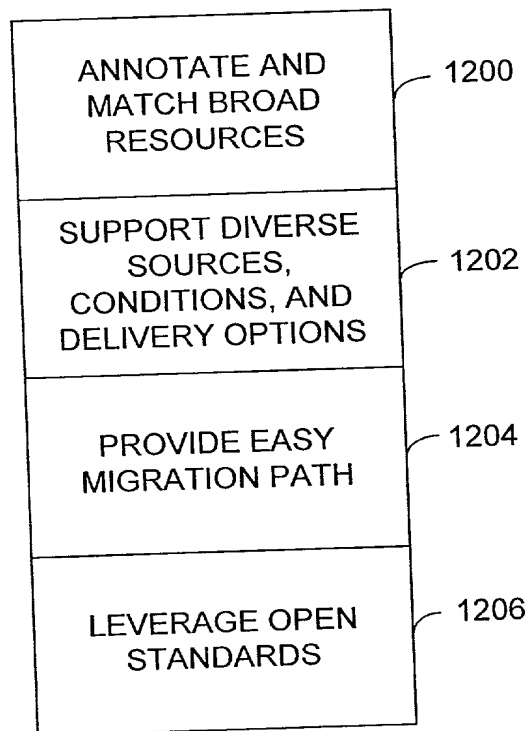 ANNOTATE AND
MATCH BROAD
RESOURCES
1200
SUPPORT DIVERSE
SOURCES,
CONDITIONS, AND
DELIVERY OPTIONS
1202
PROVIDE EASY
MIGRATION PATH
1204
LEVERAGE OPEN
STANDARDS
1206